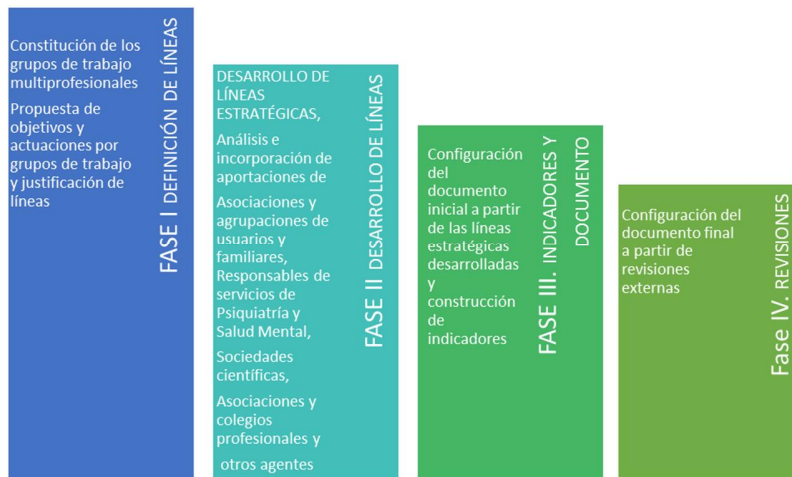 Constitución de los
grupos de trabajo
multiprofesionales
Propuesta de
objetivos y
actuaciones por
grupos de trabajo
y justificación de
líneas
FASE I DEFINICIÓN DE LÍNEAS
DESARROLLO DE
LÍNEAS
ESTRATÉGICAS,
Análisis e
incorporación de
aportaciones de
Asociaciones y
agrupaciones de
usuarios y
familiares,
Responsables de
servicios de
Psiquiatría y
Salud Mental,
Sociedades
científicas,
Asociaciones y
colegios
profesionales y
otros agentes
FASE II DESARROLLO DE LÍNEAS
Configuración
del
documento
inicial a partir
de las líneas
estratégicas
desarrolladas
y
construcción
de
indicadores
FASE III. INDICADORES Y
DOCUMENTO
Configuración del
documento final
a partir de
revisiones
externas
Fase IV. REVISIONES